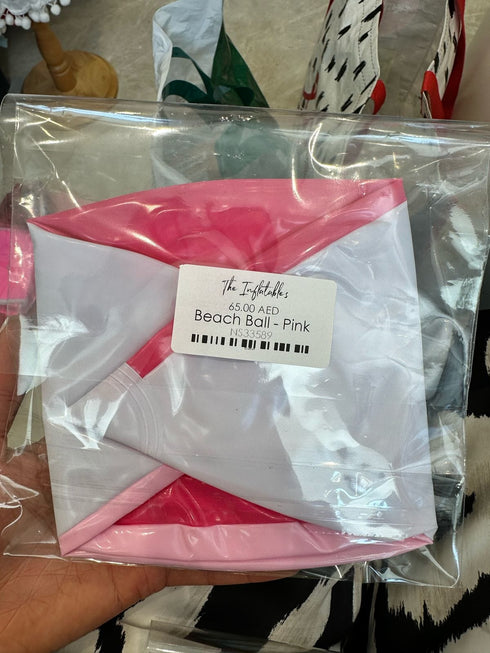 The Inflatables
65.00 AED
Beach Ball - Pink
NS33589